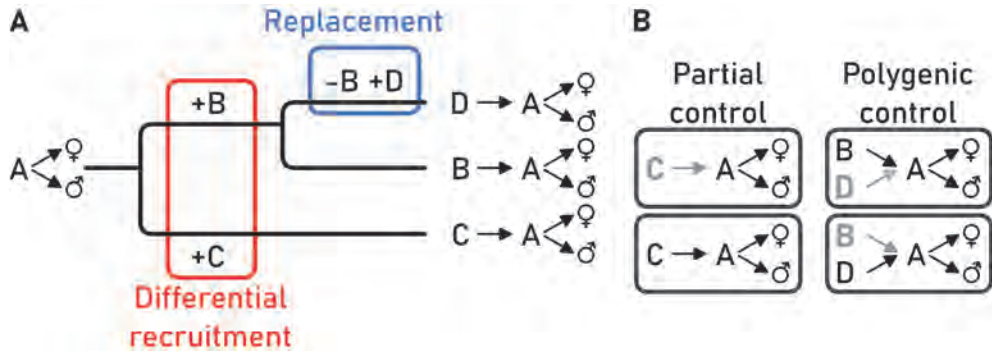 A
Replacement
-B +D
+B
D → A ♀ ♂
A ♀ ♂
B → A ♀ ♂
C → A ♀ ♂
+C
Differential
recruitment
B
Partial
control
Polygenic
control
C → A ♀ ♂
B
D
A ♀ ♂
C → A ♀ ♂
B
D
A ♀ ♂